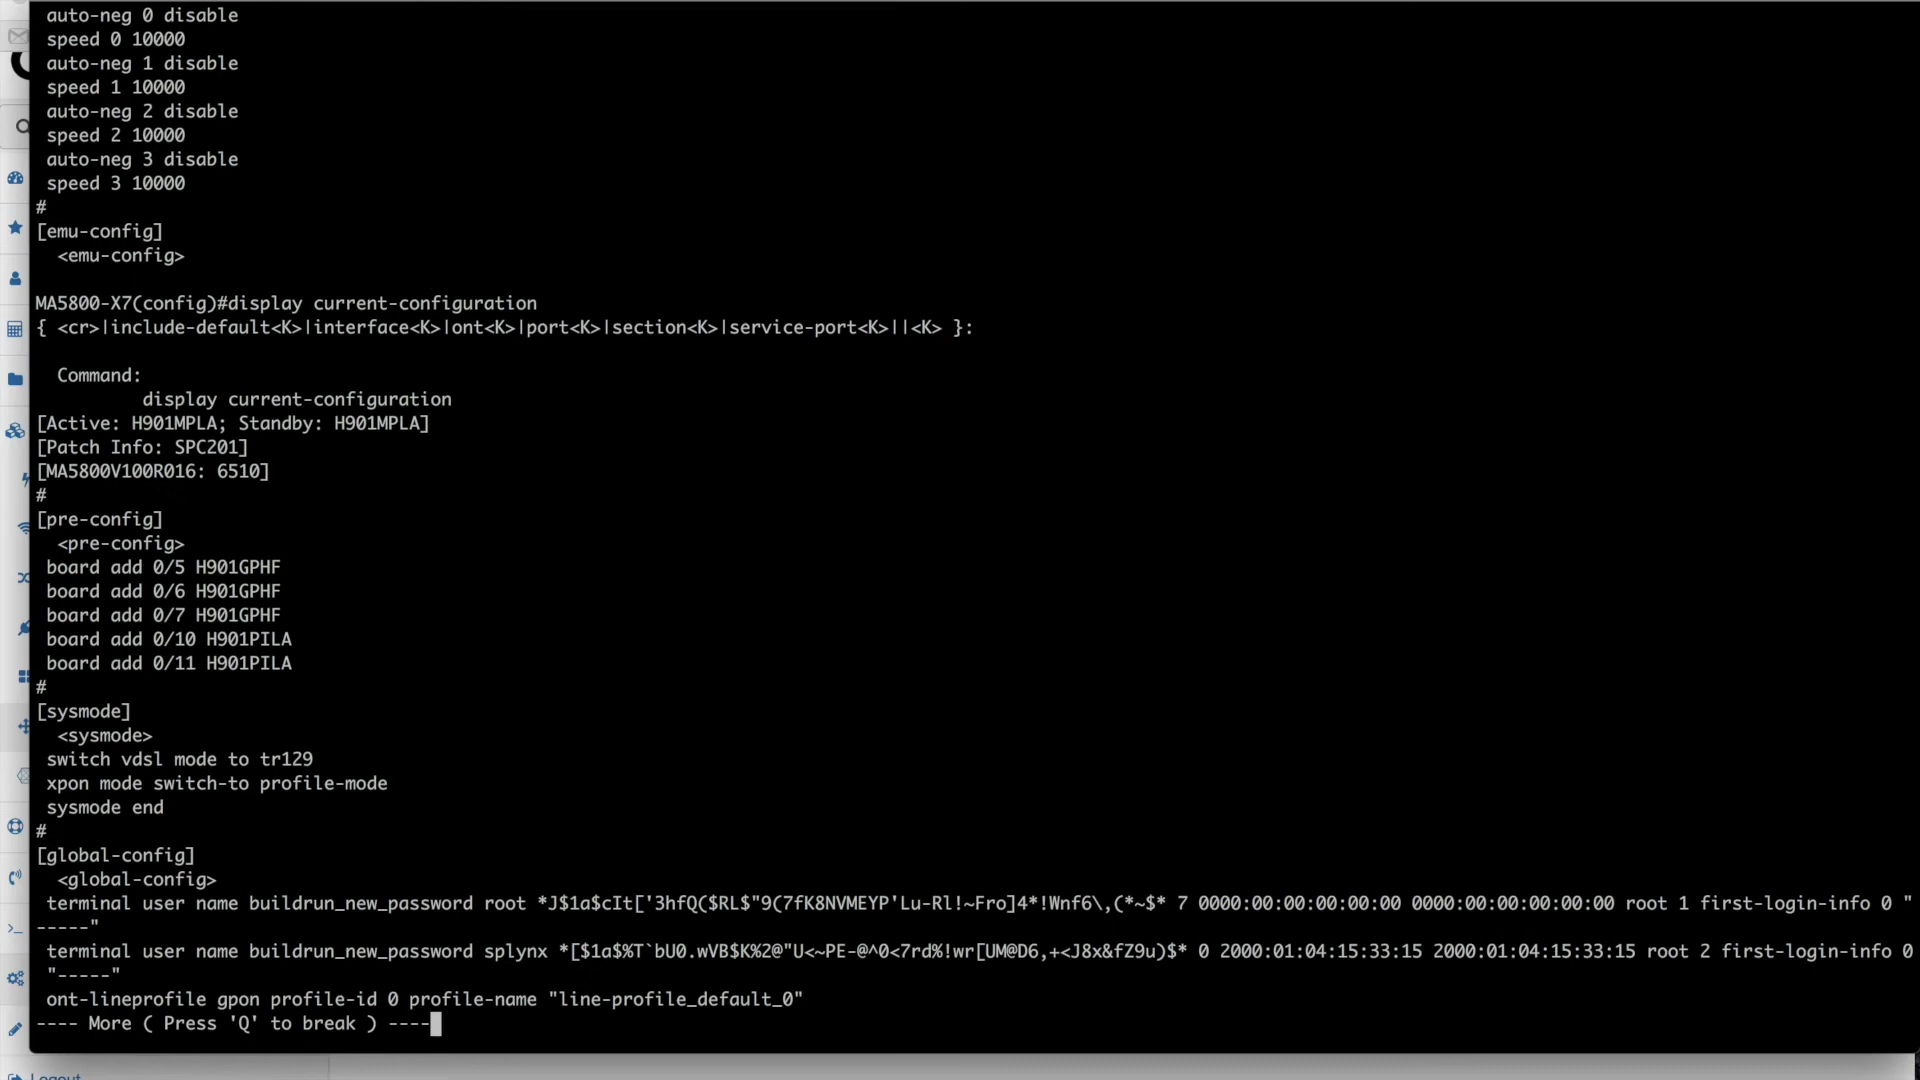 auto-neg 0 disable
speed 0 10000
auto-neg 1 disable
speed 1 10000
auto-neg 2 disable
speed 2 10000
auto-neg 3 disable
speed 3 10000
#
[emu-config]
<emu-config>
MA5800-X7(config)#display current-configuration
{ <cr>|include-default<K>|interface<K>|ont<K>|port<K>|section<K>|service-port<K>||<K> }:
Command:
display current-configuration
[Active: H901MPLA; Standby: H901MPLA]
[Patch Info: SPC201]
[MA5800V100R016: 6510]
#
[pre-config]
<pre-config>
board add 0/5 H901GPHF
board add 0/6 H901GPHF
board add 0/7 H901GPHF
board add 0/10 H901PILA
board add 0/11 H901PILA
#
[sysmode]
<sysmode>
switch vdsl mode to tr129
xpon mode switch-to profile-mode
sysmode end
#
[global-config]
<global-config>
terminal user name buildrun_new_password root *J$1a$cIt['3hfQ($RL$"9(7fK8NVMEYP'Lu-Rl!~Fro]4*!Wnf6\,(*~$* 7 0000:00:00:00:00:00 0000:00:00:00:00:00 root 1 first-login-info 0 "
-----"
terminal user name buildrun_new_password splynx *[$1a$%T`bU0.wVB$K%2@"U<~PE-@^0<7rd%!wr[UM@D6,+<J8x&fZ9u)$* 0 2000:01:04:15:33:15 2000:01:04:15:33:15 root 2 first-login-info 0
"-----"
ont-lineprofile gpon profile-id 0 profile-name "line-profile_default_0"
---- More ( Press 'Q' to break ) ----